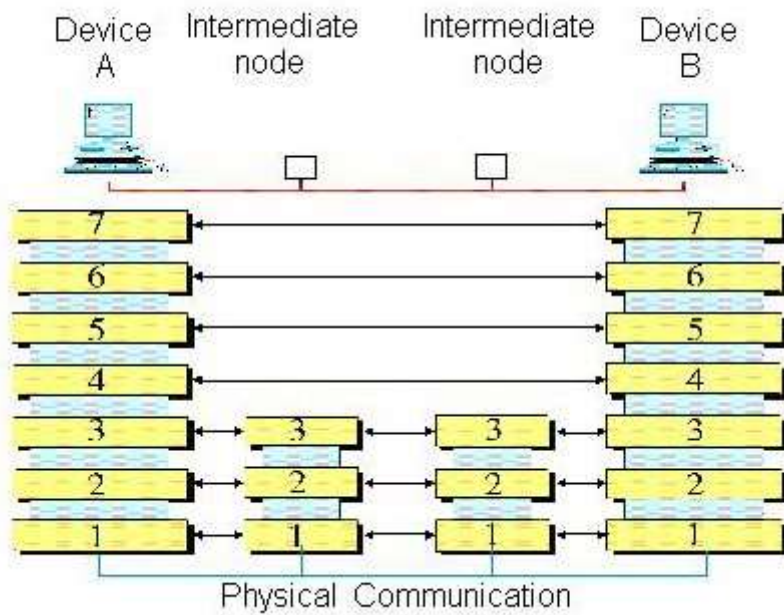 Device Intermediate Intermediate Device
A node node B
7 7
6 6
5 5
4 4
3 3 3 3
2 2 2 2
1 1 1 1
Physical Communication